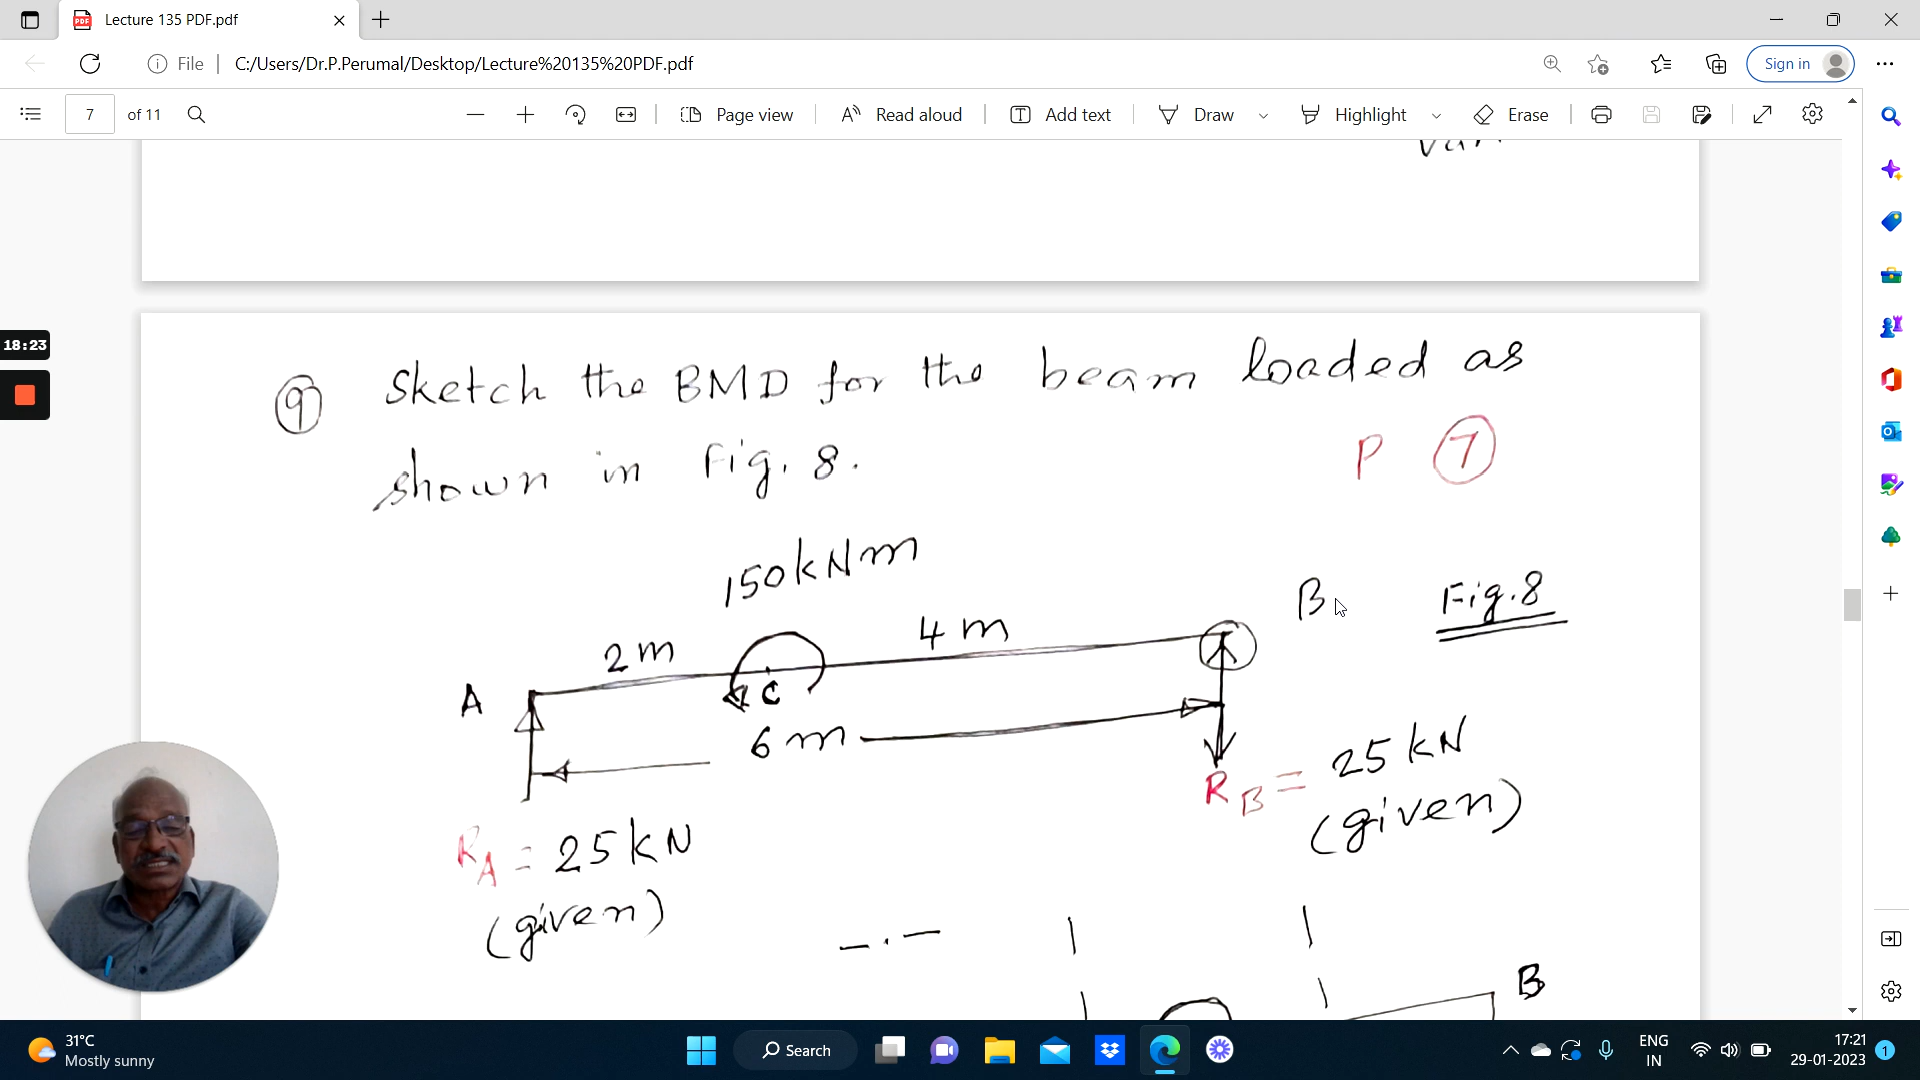 Lecture 135 PDF.pdf
File
C:/Users/Dr.P.Perumal/Desktop/Lecture%20135%20PDF.pdf
Sign in
7 of 11
Page view
Read aloud
Add text
Draw
Highlight
Erase
18:23
9 Sketch the BMD for the beam loaded as
shown in Fig. 8.
P 7
150kNm
2m
4 m
B
Fig.8
A
C
6 m
RB = 25 kN
(given)
RA = 25 kN
(given)
B
31°C
Mostly sunny
Search
ENG
IN
17:21
29-01-2023
1